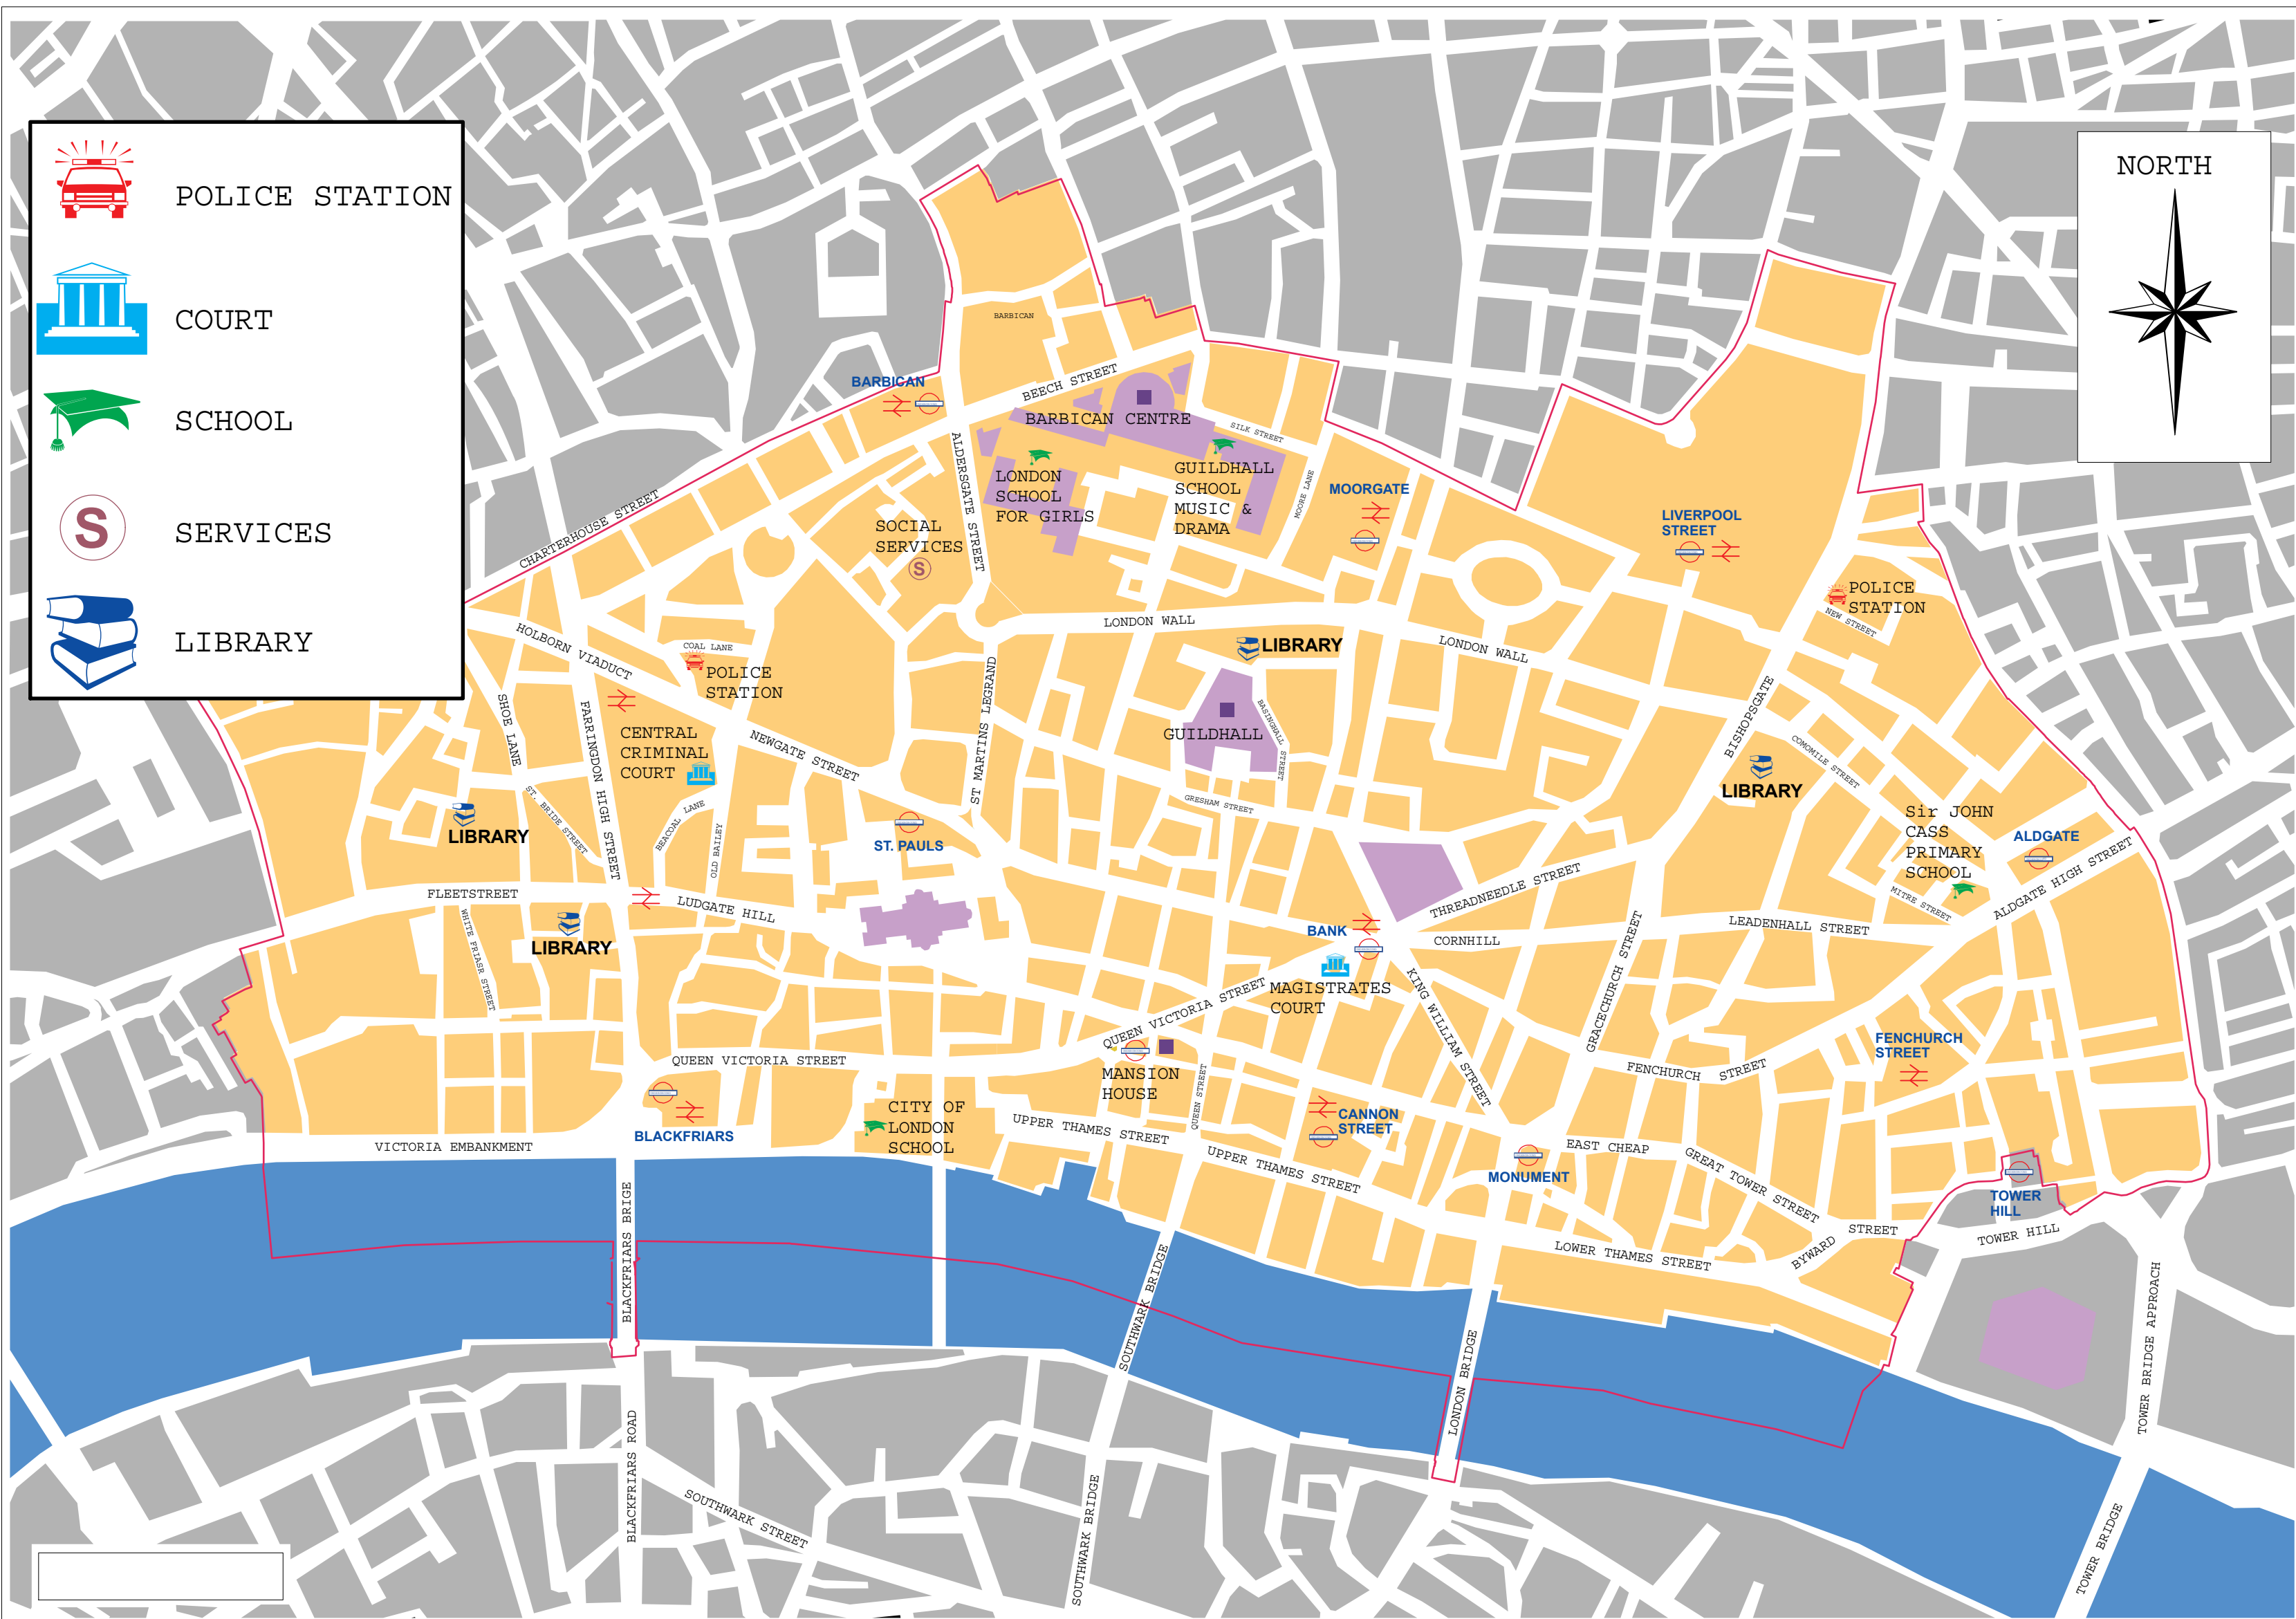 POLICE STATION
COURT
SCHOOL
S
SERVICES
LIBRARY
NORTH
BARBICAN
BARBICAN
BEECH STREET
BARBICAN CENTRE
SILK STREET
ALDERSGATE STREET
LONDON
SCHOOL
FOR GIRLS
GUILDHALL
SCHOOL
MUSIC &
DRAMA
MOORE LANE
MOORGATE
LIVERPOOL
STREET
CHARTERHOUSE STREET
SOCIAL
SERVICES
S
POLICE
STATION
NEW STREET
HOLBORN VIADUCT
COAL LANE
POLICE
STATION
LONDON WALL
LONDON WALL
LIBRARY
SHOE LANE
FARRINGDON HIGH STREET
CENTRAL
CRIMINAL
COURT
NEWGATE STREET
ST MARTINS LEGRAND
GUILDHALL
BASINGHALL STREET
BISHOPSGATE
COMOMILE STREET
LIBRARY
LIBRARY
ST. BRIDE STREET
BEACOAL LANE
OLD BAILEY
ST. PAULS
GRESHAM STREET
Sir JOHN
CASS
PRIMARY
SCHOOL
ALDGATE
MITRE STREET
ALDGATE HIGH STREET
FLEETSTREET
WHITE FRIASR STREET
LIBRARY
LUDGATE HILL
THREADNEEDLE STREET
BANK
CORNHILL
LEADENHALL STREET
MAGISTRATES
COURT
KING WILLIAM STREET
GRACECHURCH STREET
QUEEN VICTORIA STREET
QUEEN VICTORIA STREET
MANSION
HOUSE
QUEEN STREET
FENCHURCH STREET
FENCHURCH
STREET
BLACKFRIARS
CITY OF
LONDON
SCHOOL
UPPER THAMES STREET
UPPER THAMES STREET
CANNON
STREET
MONUMENT
EAST CHEAP
GREAT TOWER STREET
VICTORIA EMBANKMENT
LOWER THAMES STREET
BYWARD STREET
TOWER
HILL
TOWER HILL
BLACKFRIARS BRIGE
SOUTHWARK BRIDGE
LONDON BRIDGE
TOWER BRIDGE APPROACH
BLACKFRIARS ROAD
SOUTHWARK STREET
SOUTHWARK BRIDGE
TOWER BRIDGE